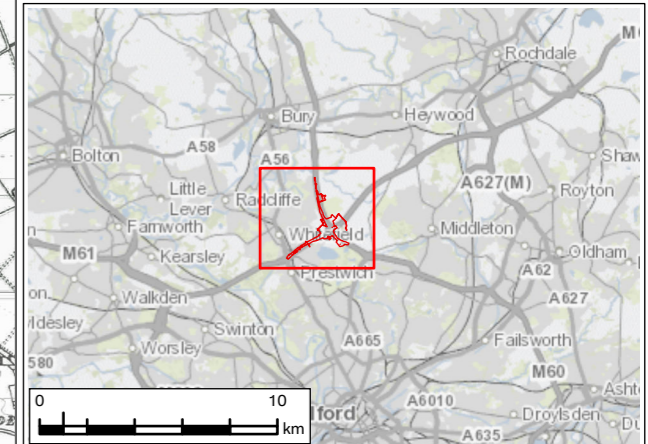 Rochdale
Bury
Heywood
A58
Bolton
A56
Shaw
A627(M)
Little
Lever
Radcliffe
Royton
Farnworth
Whitefield
Middleton
M61
Kearsley
Oldham
Prestwich
A62
Walkden
A627
Swinton
A665
Failsworth
580
Worsley
M60
0
10
km
A6010
Droylsden
A635